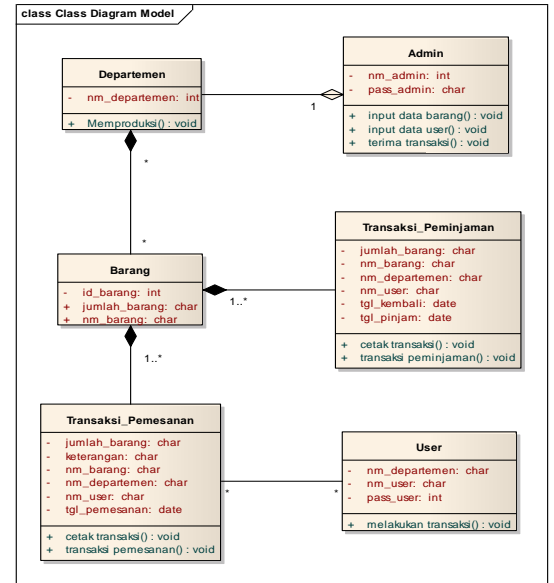 class Class Diagram Model
Departemen
- nm_departemen: int
+ Memproduksi() : void
Admin
- nm_admin: int
- pass_admin: char
+ input data barang() : void
+ input data user() : void
+ terima transaksi() : void
1
*
*
Barang
- id_barang: int
+ jumlah_barang: char
+ nm_barang: char
1..*
1..*
Transaksi_Peminjaman
- jumlah_barang: char
- nm_barang: char
- nm_departemen: char
- nm_user: char
- tgl_kembali: date
- tgl_pinjam: date
+ cetak transaksi() : void
+ transaksi peminjaman() : void
Transaksi_Pemesanan
- jumlah_barang: char
- keterangan: char
- nm_barang: char
- nm_departemen: char
- nm_user: char
- tgl_pemesanan: date
+ cetak transaksi() : void
+ transaksi pemesanan() : void
*
*
User
- nm_departemen: char
- nm_user: char
- pass_user: int
+ melakukan transaksi() : void